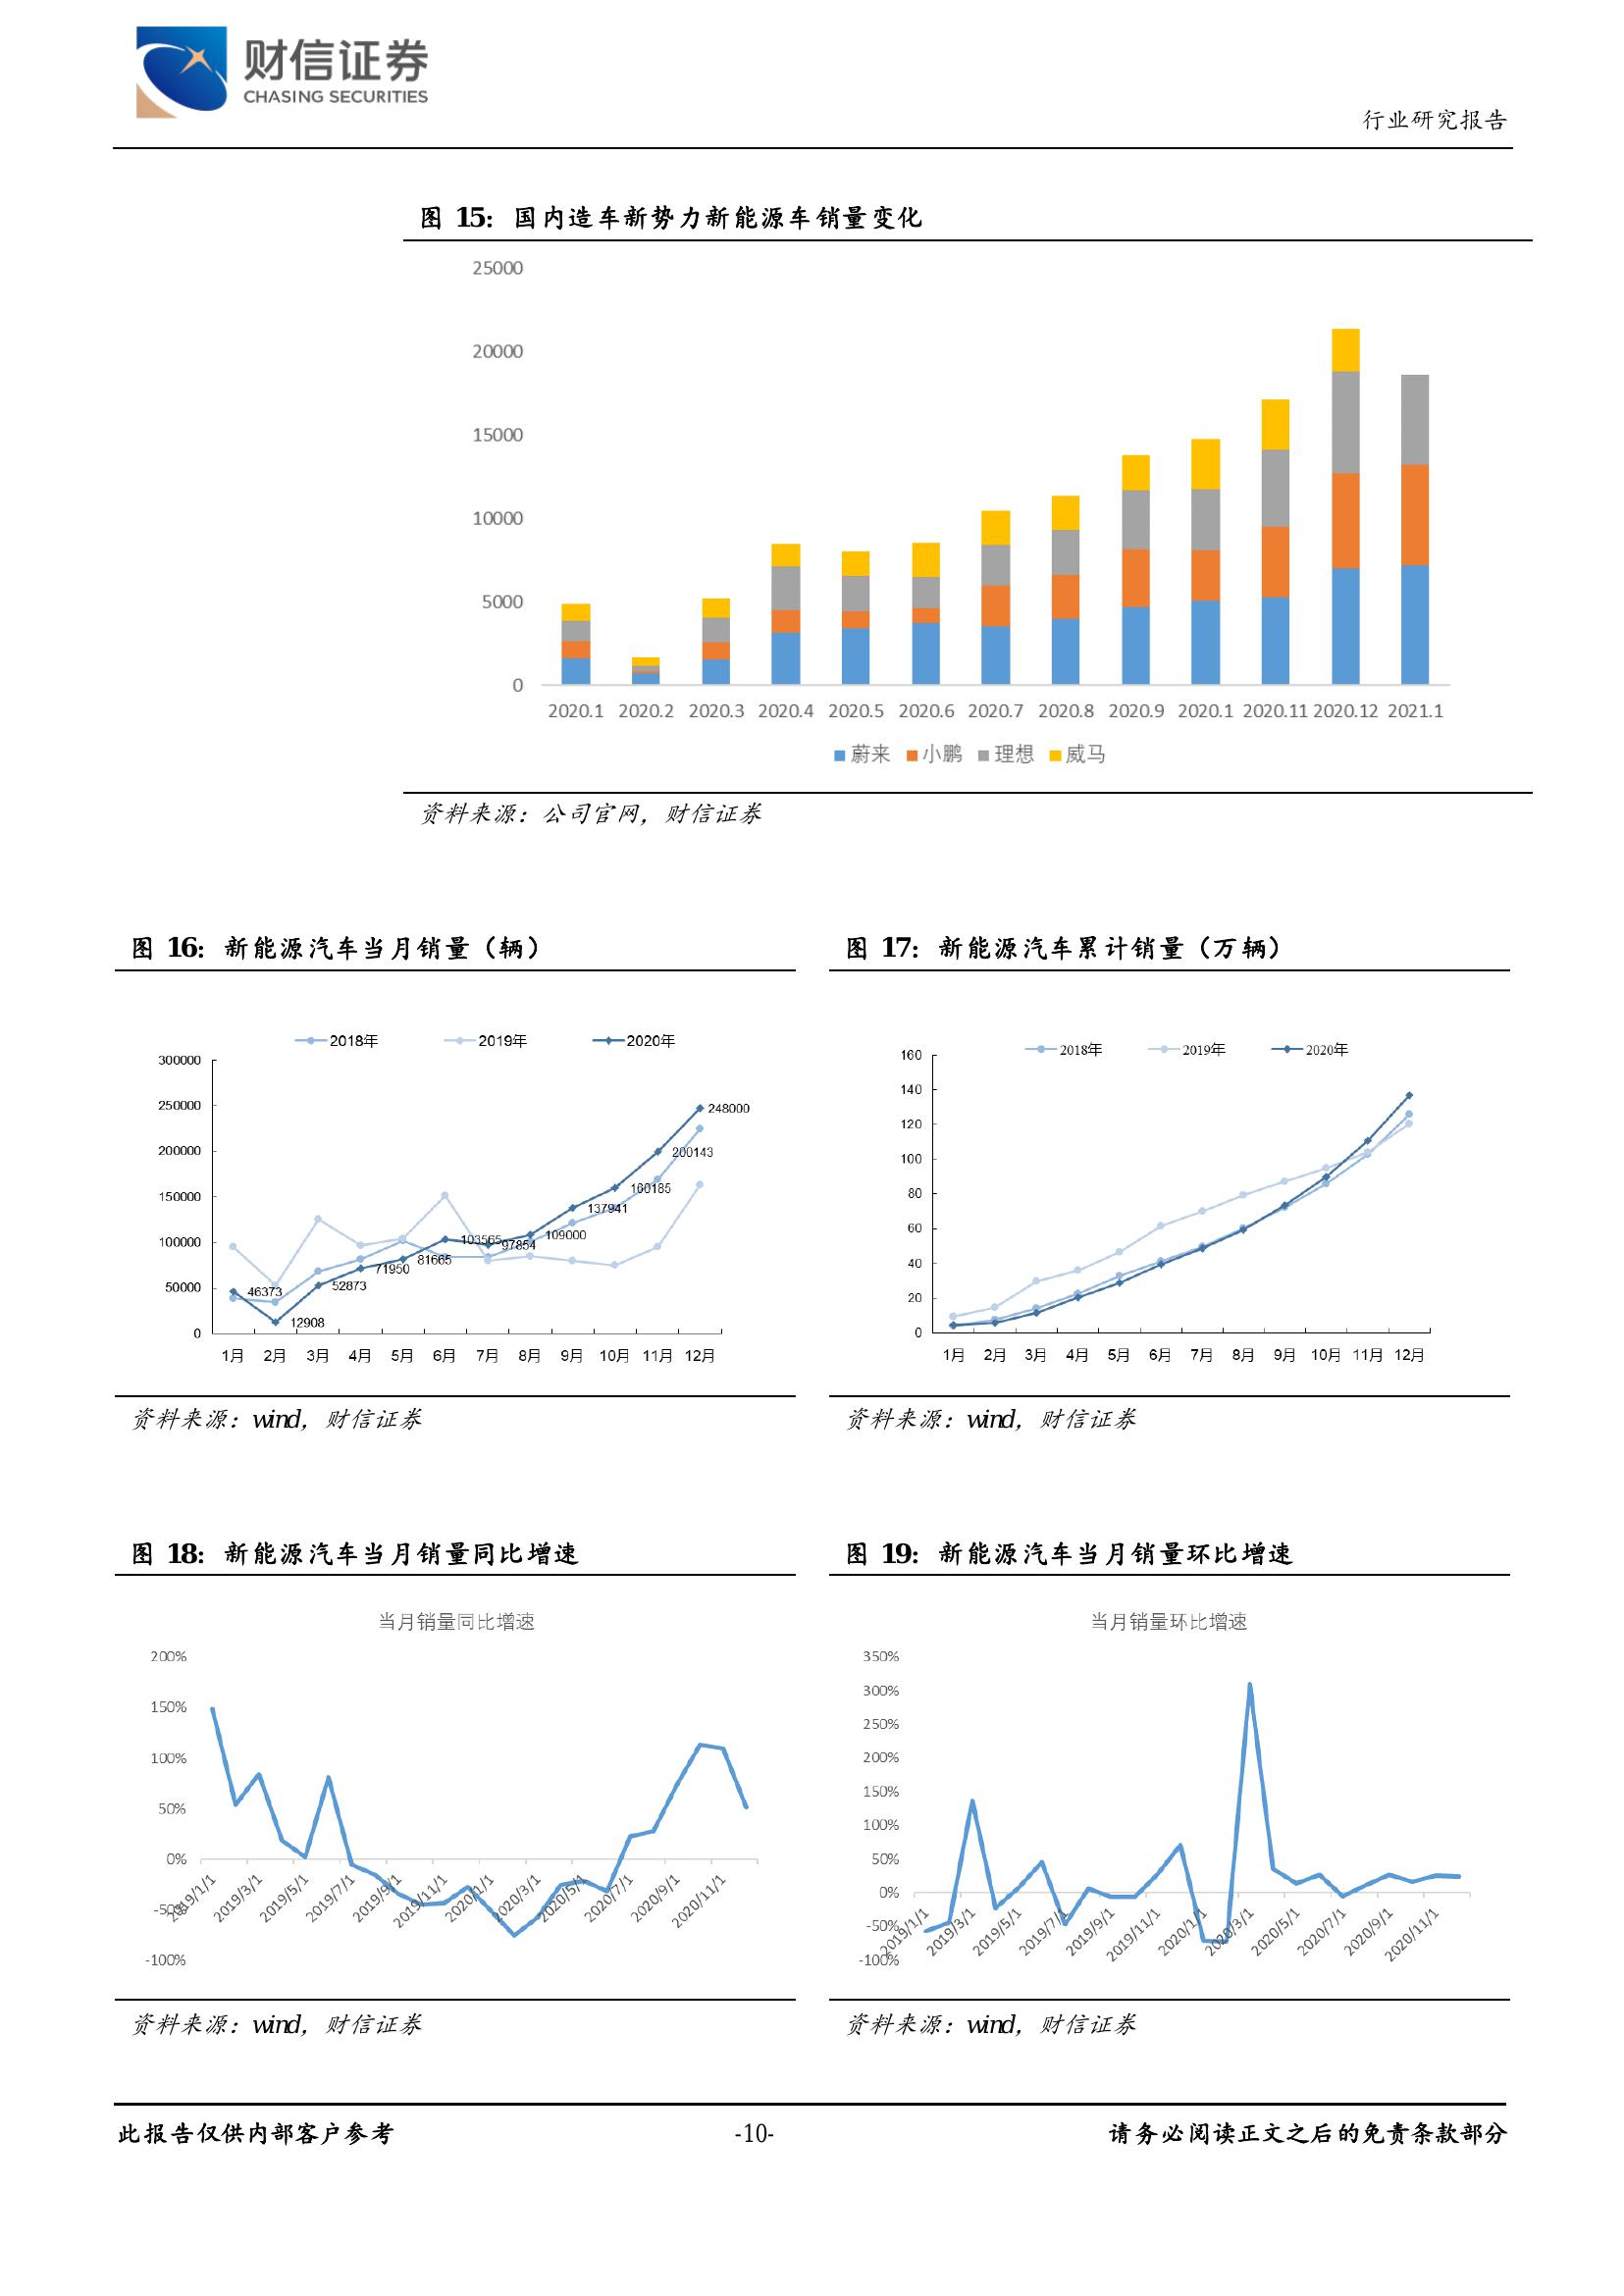 财信证券
CHASING SECURITIES
行业研究报告
图 15: 国内造车新势力新能源车销量变化
25000
20000
15000
10000
5000
0
2020.1 2020.2 2020.3 2020.4 2020.5 2020.6 2020.7 2020.8 2020.9 2020.1 2020.11 2020.12 2021.1
蔚来 小鹏 理想 威马
资料来源：公司官网，财信证券
图 16: 新能源汽车当月销量（辆）
2018年 2019年 2020年
300000
250000
200000
150000
100000
50000
0
46373
12908
52873
71950
81665
103565
97854
109000
137941
160185
200143
248000
1月 2月 3月 4月 5月 6月 7月 8月 9月 10月 11月 12月
资料来源：wind，财信证券
图 17: 新能源汽车累计销量（万辆）
2018年 2019年 2020年
160
140
120
100
80
60
40
20
0
1月 2月 3月 4月 5月 6月 7月 8月 9月 10月 11月 12月
资料来源：wind，财信证券
图 18: 新能源汽车当月销量同比增速
当月销量同比增速
200%
150%
100%
50%
0%
-50%
-100%
2019/1/1 2019/3/1 2019/5/1 2019/7/1 2019/9/1 2019/11/1 2020/1/1 2020/3/1 2020/5/1 2020/7/1 2020/9/1 2020/11/1
资料来源：wind，财信证券
图 19: 新能源汽车当月销量环比增速
当月销量环比增速
350%
300%
250%
200%
150%
100%
50%
0%
-50%
-100%
2019/1/1 2019/3/1 2019/5/1 2019/7/1 2019/9/1 2019/11/1 2020/1/1 2020/3/1 2020/5/1 2020/7/1 2020/9/1 2020/11/1
资料来源：wind，财信证券
此报告仅供内部客户参考 -10- 请务必阅读正文之后的免责条款部分